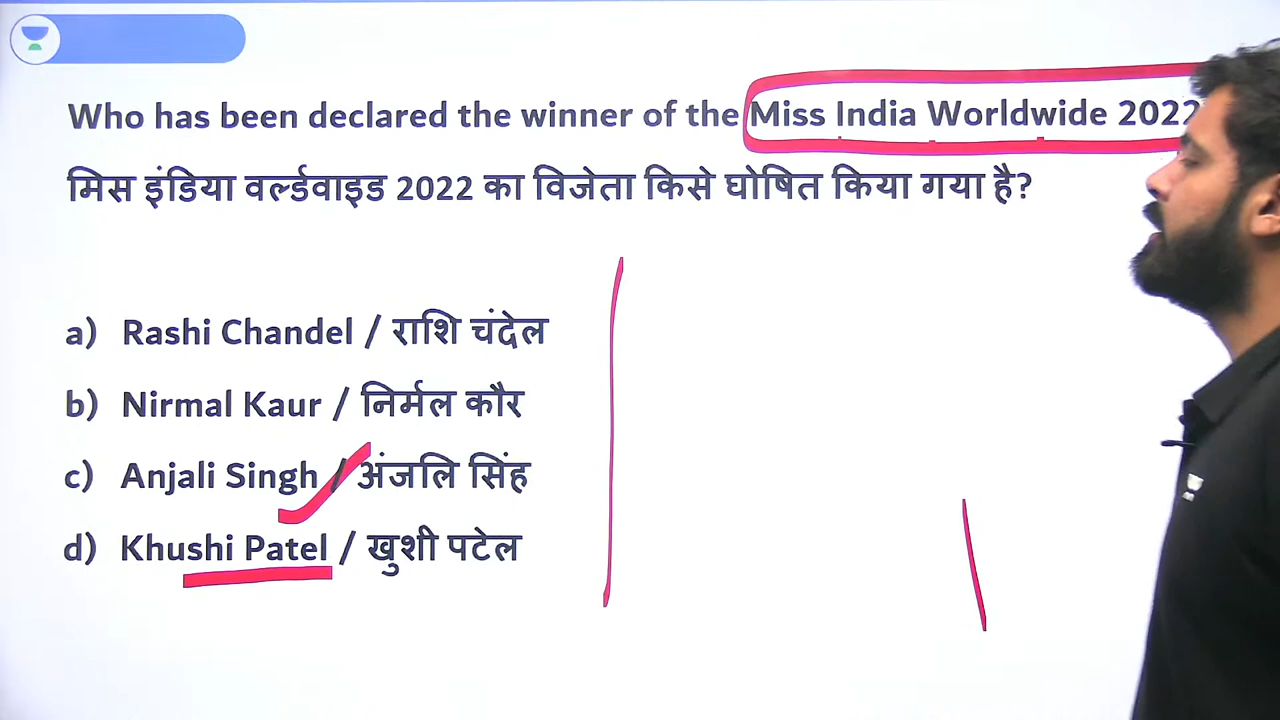 Who has been declared the winner of the Miss India Worldwide 2022
मिस इंडिया वर्ल्डवाइड 2022 का विजेता किसे घोषित किया गया है?
a) Rashi Chandel / राशि चंदेल
b) Nirmal Kaur / निर्मल कौर
c) Anjali Singh / अंजलि सिंह
d) Khushi Patel / खुशी पटेल